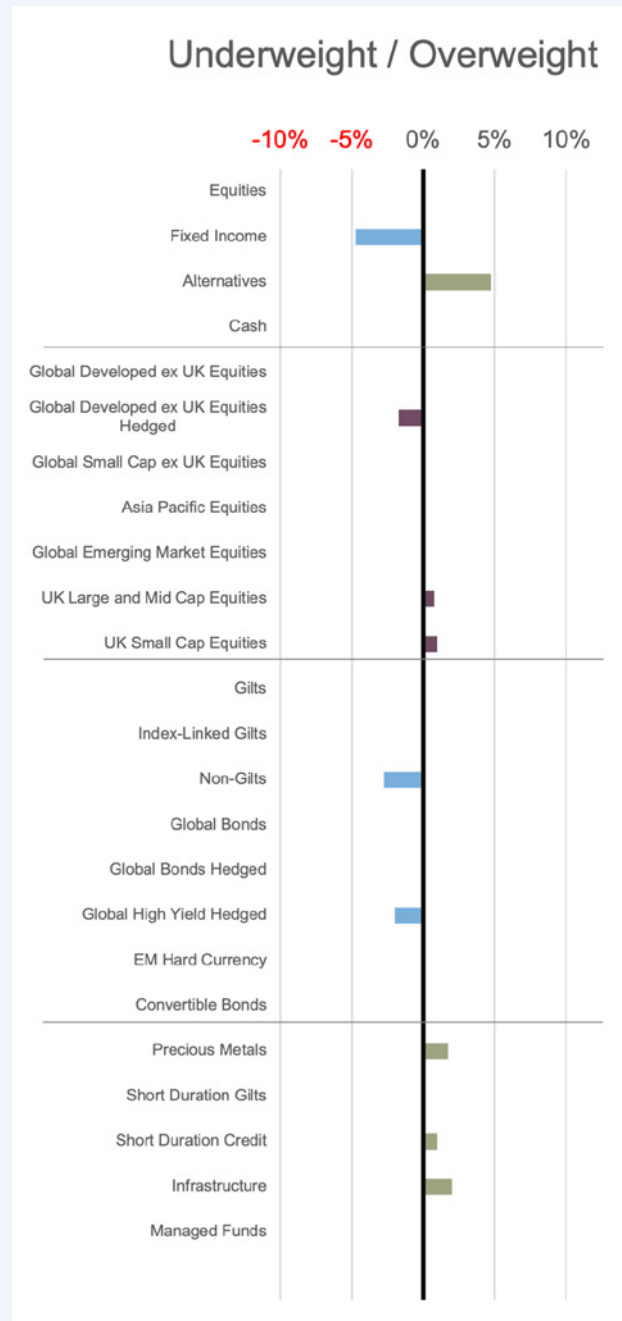 Underweight / Overweight
-10% -5% 0% 5% 10%
Equities
Fixed Income
Alternatives
Cash
Global Developed ex UK Equities
Global Developed ex UK Equities
Hedged
Global Small Cap ex UK Equities
Asia Pacific Equities
Global Emerging Market Equities
UK Large and Mid Cap Equities
UK Small Cap Equities
Gilts
Index-Linked Gilts
Non-Gilts
Global Bonds
Global Bonds Hedged
Global High Yield Hedged
EM Hard Currency
Convertible Bonds
Precious Metals
Short Duration Gilts
Short Duration Credit
Infrastructure
Managed Funds